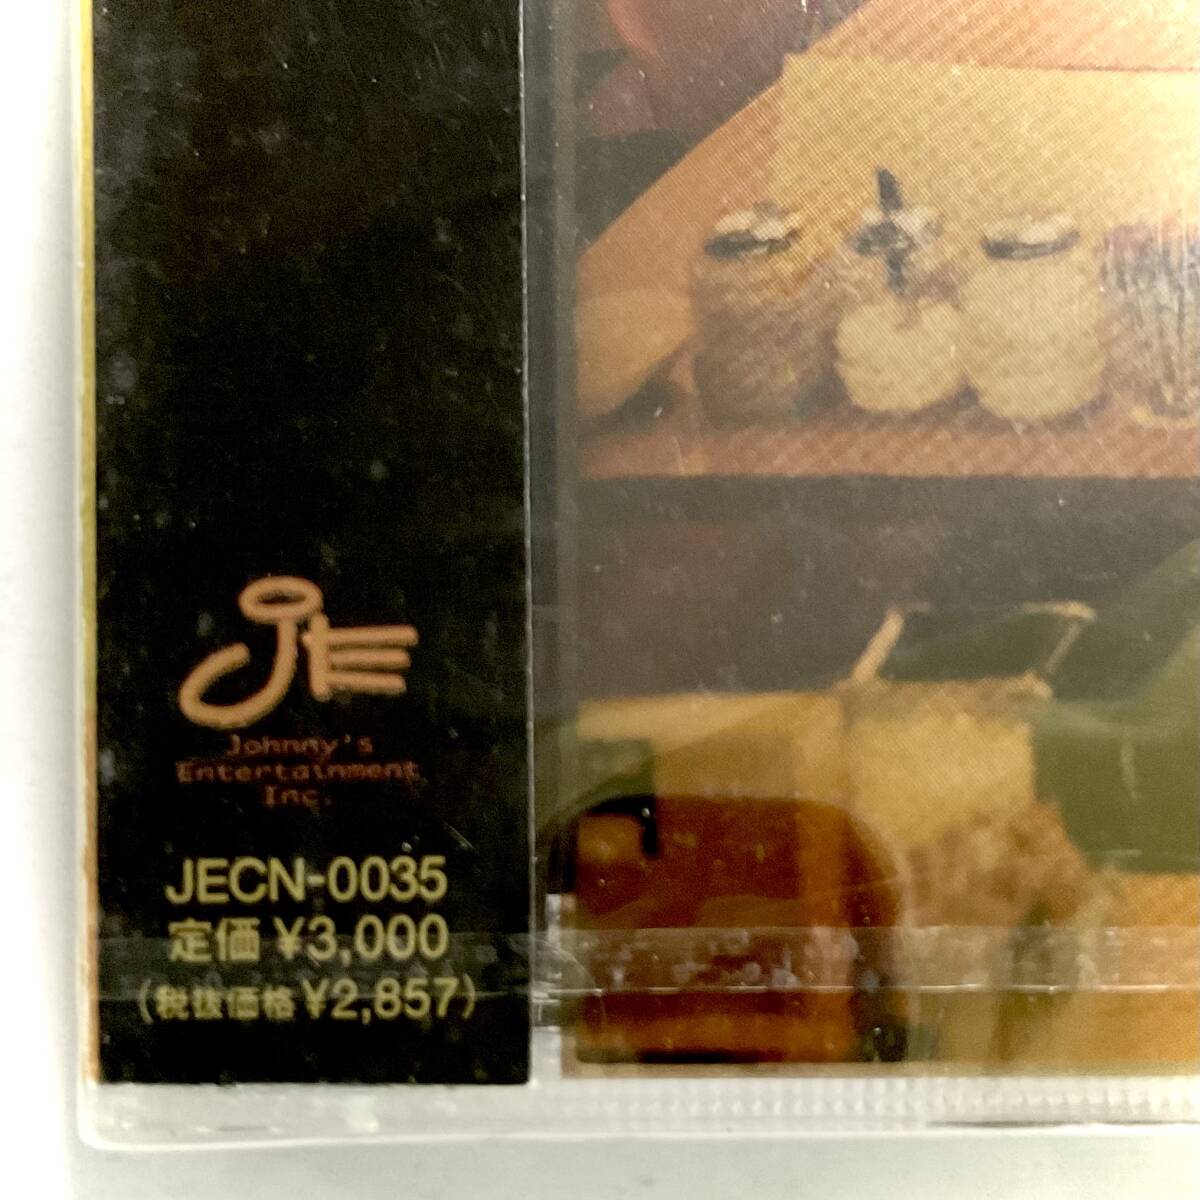 JE
Johnny's
Entertainment
Inc.
JECN-0035
定価 ¥3,000
(税抜価格 ¥2,857)